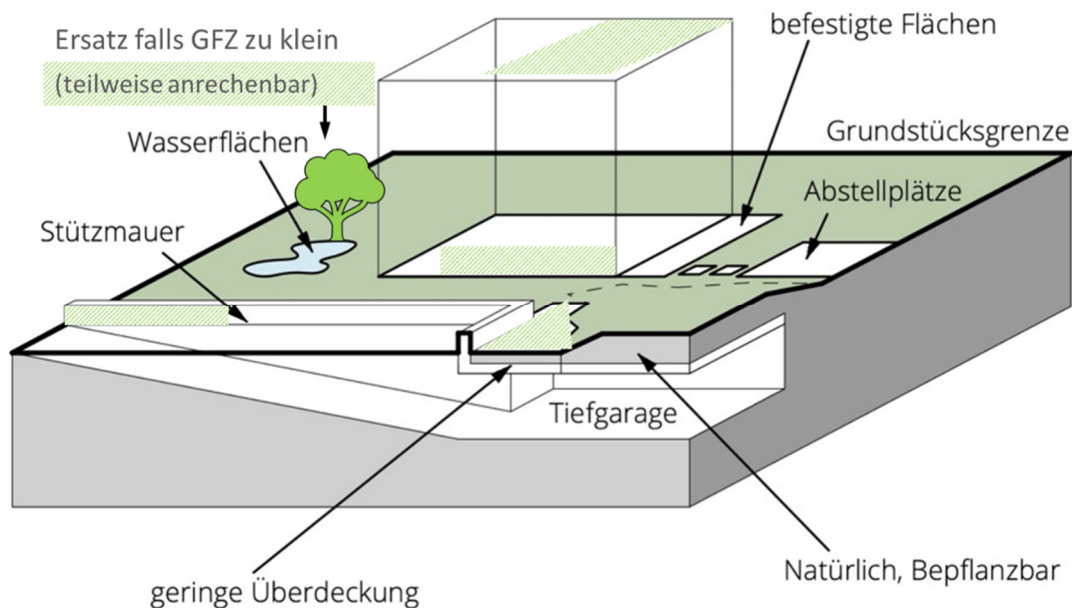 Ersatz falls GFZ zu klein
(teilweise anrechenbar)
befestigte Flächen
Wasserflächen
Grundstücksgrenze
Abstellplätze
Stützmauer
Tiefgarage
geringe Überdeckung
Natürlich, Bepflanzbar